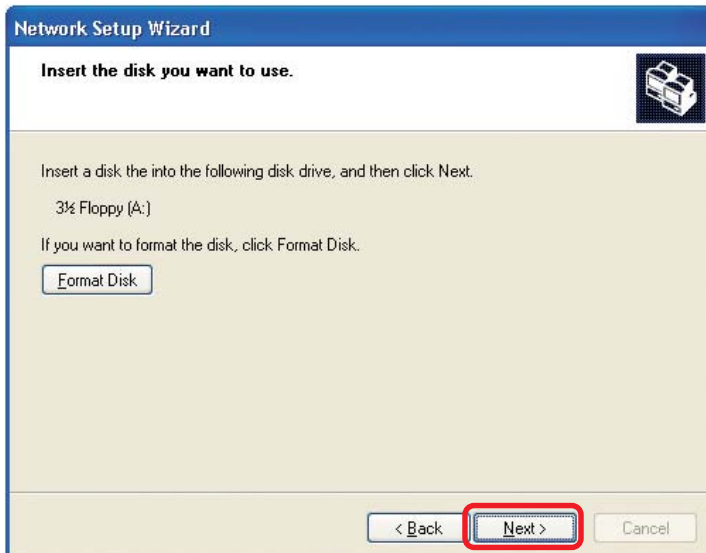 Network Setup Wizard
Insert the disk you want to use.
Insert a disk the into the following disk drive, and then click Next.
3½ Floppy (A:)
If you want to format the disk, click Format Disk.
Format Disk
< Back Next > Cancel